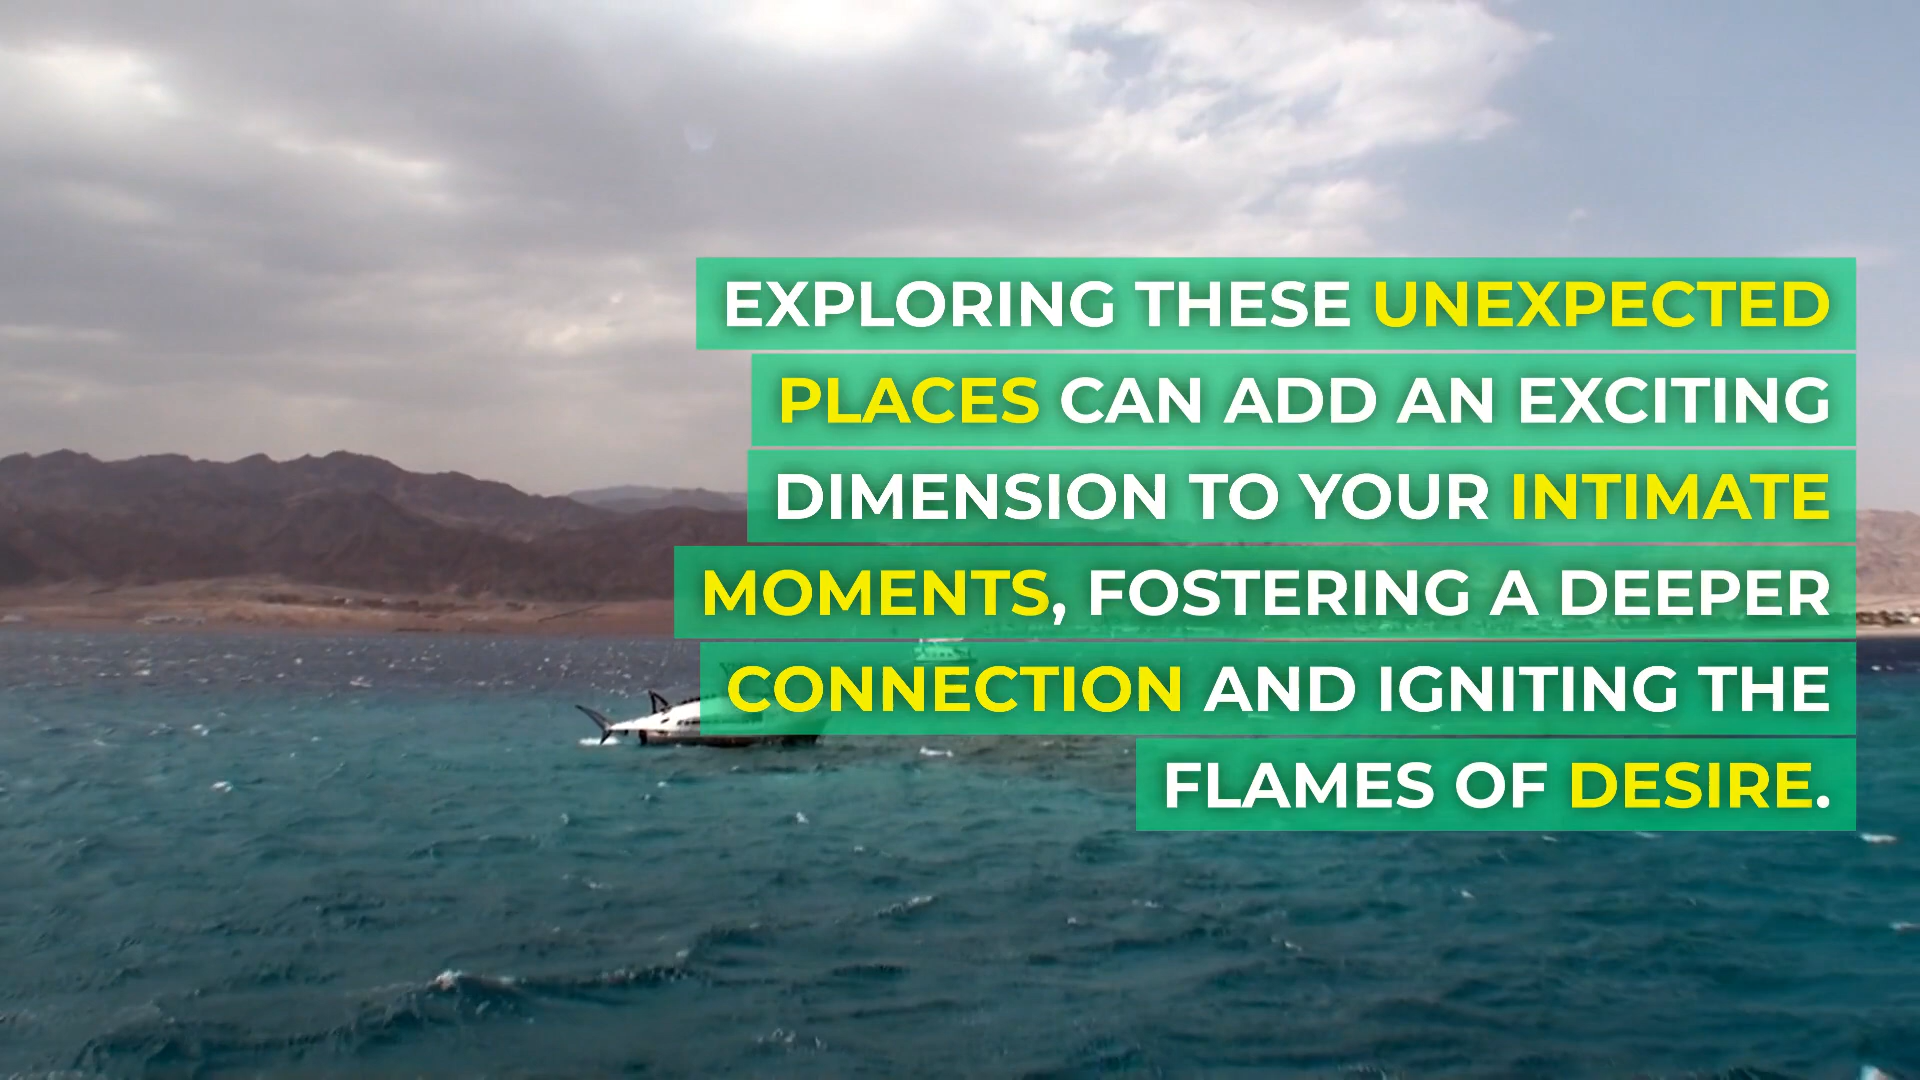 EXPLORING THESE UNEXPECTED
PLACES CAN ADD AN EXCITING
DIMENSION TO YOUR INTIMATE
MOMENTS, FOSTERING A DEEPER
CONNECTION AND IGNITING THE
FLAMES OF DESIRE.